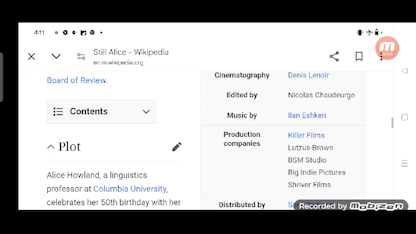 4:11
Still Alice - Wikipedia
en.m.wikipedia.org
Board of Review.
Contents
Plot
Alice Howland, a linguistics
professor at Columbia University,
celebrates her 50th birthday with her
Cinematography Denis Lenoir
Edited by Nicolas Chaudeurge
Music by Ilan Eshkeri
Production companies
Killer Films
Lutzus-Brown
BSM Studio
Big Indie Pictures
Shriver Films
Distributed by
Recorded by mobizen